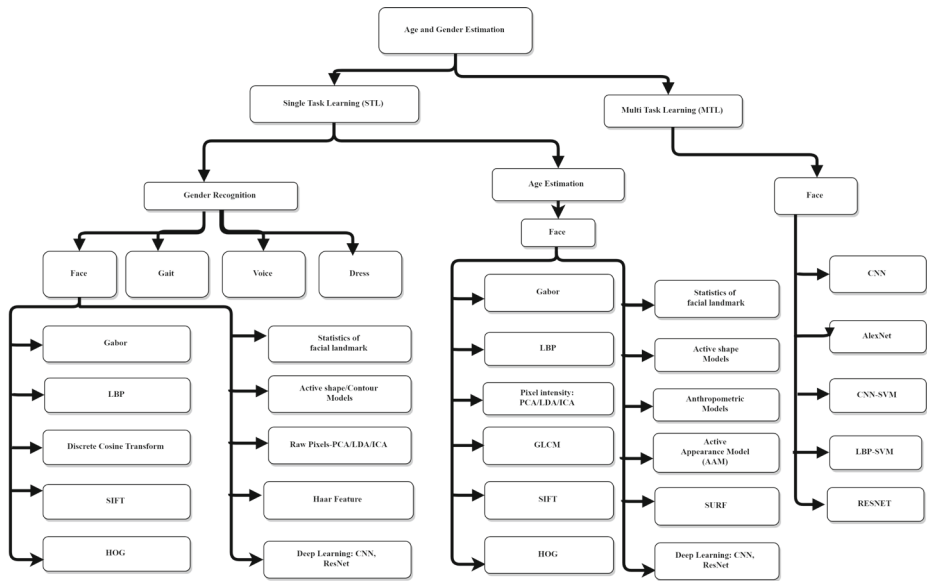 Age and Gender Estimation
Single Task Learning (STL)
Multi Task Learning (MTL)
Gender Recognition
Age Estimation
Face
Face
Face
Gait
Voice
Dress
Gabor
LBP
Discrete Cosine Transform
SIFT
HOG
Statistics of
facial landmark
Active shape/Contour
Models
Raw Pixels-PCA/LDA/ICA
Haar Feature
Deep Learning: CNN,
ResNet
Gabor
LBP
Pixel intensity:
PCA/LDA/ICA
GLCM
SIFT
HOG
Statistics of
facial landmark
Active shape
Models
Anthropometric
Models
Active
Appearance Model
(AAM)
SURF
Deep Learning: CNN,
ResNet
CNN
AlexNet
CNN-SVM
LBP-SVM
RESNET